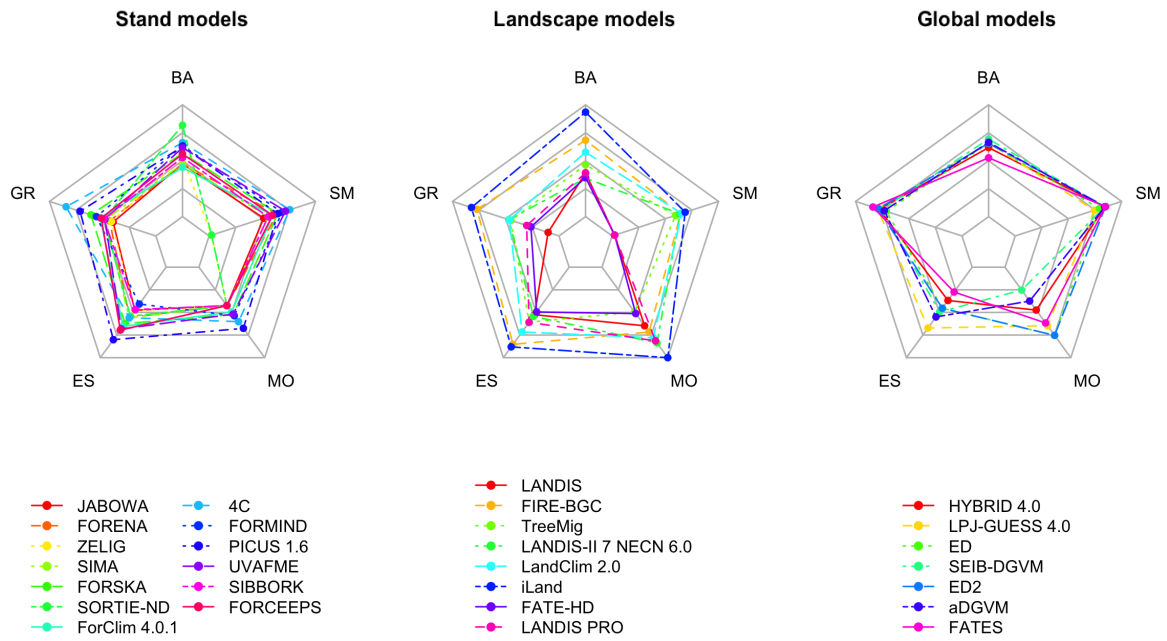 Stand models
Landscape models
Global models
BA
BA
BA
GR
SM
GR
SM
GR
SM
ES
MO
ES
MO
ES
MO
JABOWA
FORENA
ZELIG
SIMA
FORSKA
SORTIE-ND
ForClim 4.0.1
4C
FORMIND
PICUS 1.6
UVAFME
SIBBORK
FORCEEPS
LANDIS
FIRE-BGC
TreeMig
LANDIS-II 7 NECN 6.0
LandClim 2.0
iLand
FATE-HD
LANDIS PRO
HYBRID 4.0
LPJ-GUESS 4.0
ED
SEIB-DGVM
ED2
aDGVM
FATES